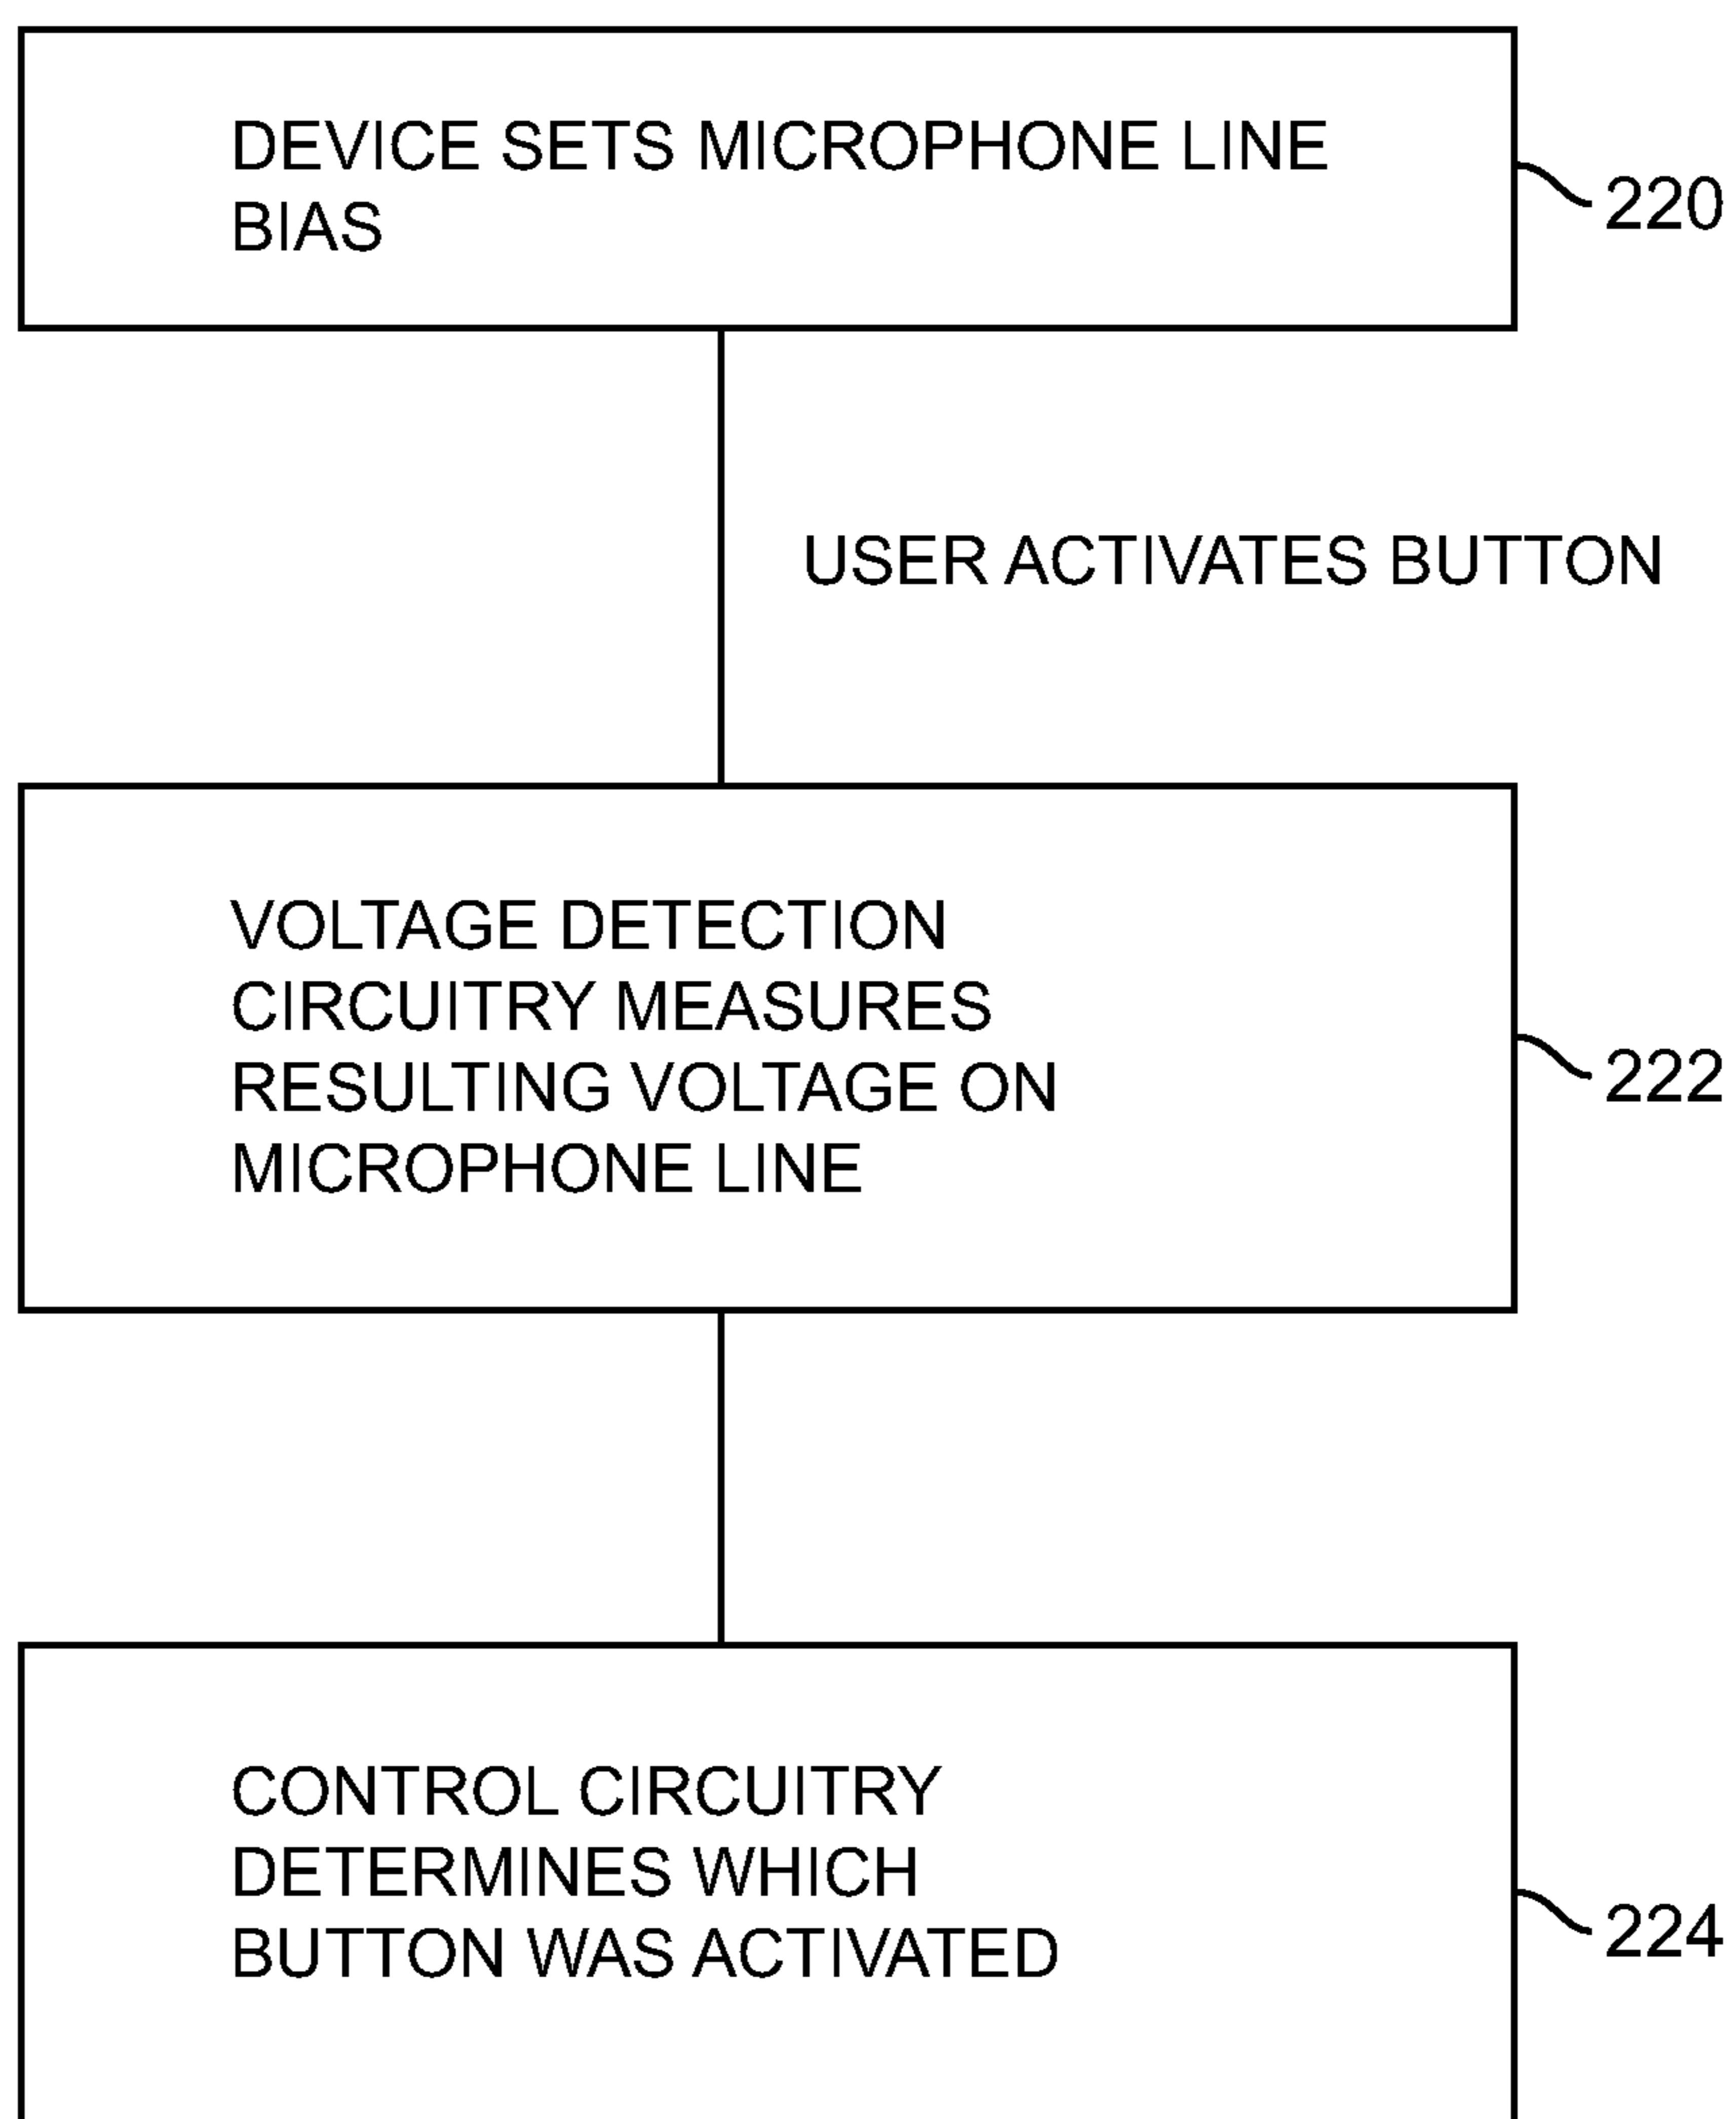 DEVICE SETS MICROPHONE LINE
BIAS
220
USER ACTIVATES BUTTON
VOLTAGE DETECTION
CIRCUITRY MEASURES
RESULTING VOLTAGE ON
MICROPHONE LINE
222
CONTROL CIRCUITRY
DETERMINES WHICH
BUTTON WAS ACTIVATED
224